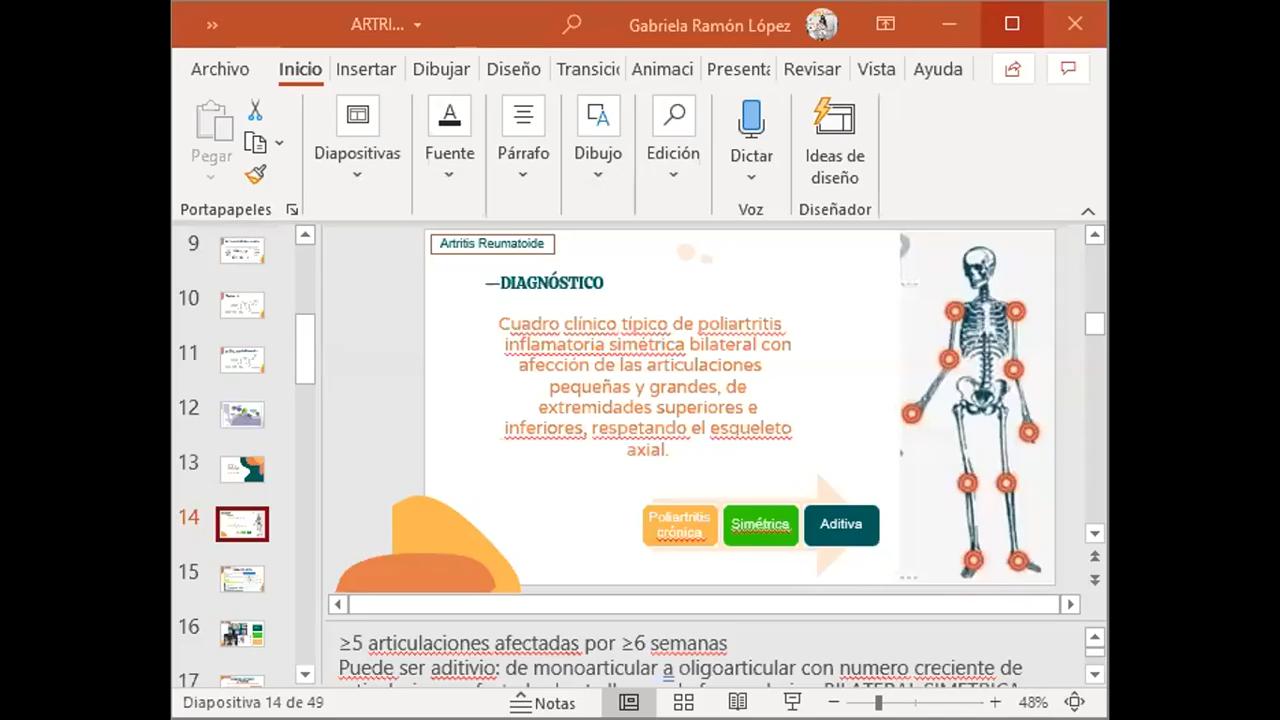 »
ARTRI...
Gabriela Ramón López
Archivo Inicio Insertar Dibujar Diseño Transici Animaci Presenta Revisar Vista Ayuda
Pegar
Diapositivas
Fuente
Párrafo
Dibujo
Edición
Dictar
Ideas de
diseño
Portapapeles
Voz
Diseñador
9
10
11
12
13
14
15
16
17
Artritis Reumatoide
—DIAGNÓSTICO
Cuadro clínico típico de poliartritis
inflamatoria simétrica bilateral con
afección de las articulaciones
pequeñas y grandes, de
extremidades superiores e
inferiores, respetando el esqueleto
axial.
Poliartritis
crónica
Simétrica
Aditiva
≥5 articulaciones afectadas por ≥6 semanas
Puede ser aditivio: de monoarticular a oligoarticular con numero creciente de
Diapositiva 14 de 49
Notas
48%